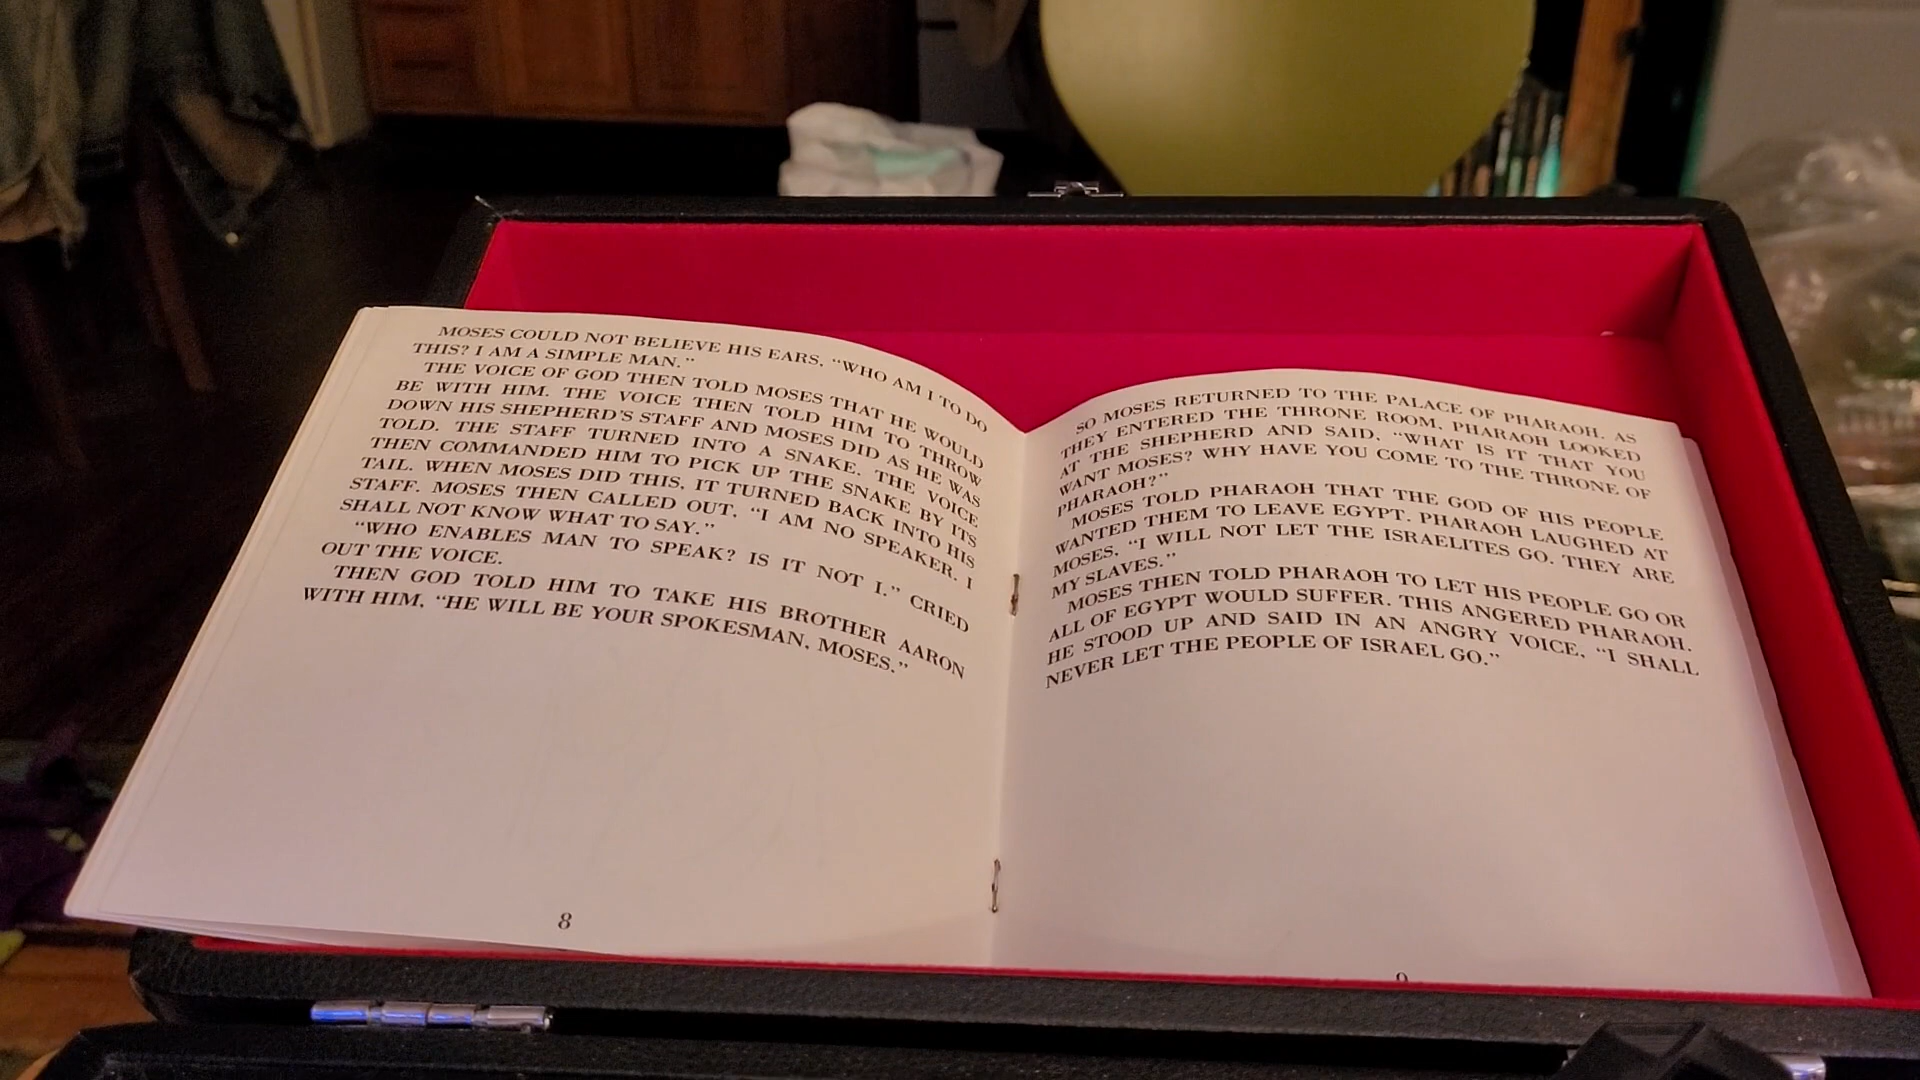 MOSES COULD NOT BELIEVE HIS EARS, “WHO AM I TO DO
THIS? I AM A SIMPLE MAN.”
THE VOICE OF GOD THEN TOLD MOSES THAT HE WOULD
BE WITH HIM. THE VOICE THEN TOLD HIM TO THROW
DOWN HIS SHEPHERD’S STAFF AND MOSES DID AS HE WAS
TOLD. THE STAFF TURNED INTO A SNAKE. THE VOICE
THEN COMMANDED HIM TO PICK UP THE SNAKE BY ITS
TAIL. WHEN MOSES DID THIS, IT TURNED BACK INTO HIS
STAFF. MOSES THEN CALLED OUT, “I AM NO SPEAKER. I
SHALL NOT KNOW WHAT TO SAY.”
“WHO ENABLES MAN TO SPEAK? IS IT NOT I.” CRIED
OUT THE VOICE.
THEN GOD TOLD HIM TO TAKE HIS BROTHER AARON
WITH HIM, “HE WILL BE YOUR SPOKESMAN, MOSES.”
8
SO MOSES RETURNED TO THE PALACE OF PHARAOH. AS
THEY ENTERED THE THRONE ROOM, PHARAOH LOOKED
AT THE SHEPHERD AND SAID, “WHAT IS IT THAT YOU
WANT MOSES? WHY HAVE YOU COME TO THE THRONE OF
PHARAOH?”
MOSES TOLD PHARAOH THAT THE GOD OF HIS PEOPLE
WANTED THEM TO LEAVE EGYPT. PHARAOH LAUGHED AT
MOSES, “I WILL NOT LET THE ISRAELITES GO. THEY ARE
MY SLAVES.”
MOSES THEN TOLD PHARAOH TO LET HIS PEOPLE GO OR
ALL OF EGYPT WOULD SUFFER. THIS ANGERED PHARAOH.
HE STOOD UP AND SAID IN AN ANGRY VOICE, “I SHALL
NEVER LET THE PEOPLE OF ISRAEL GO.”